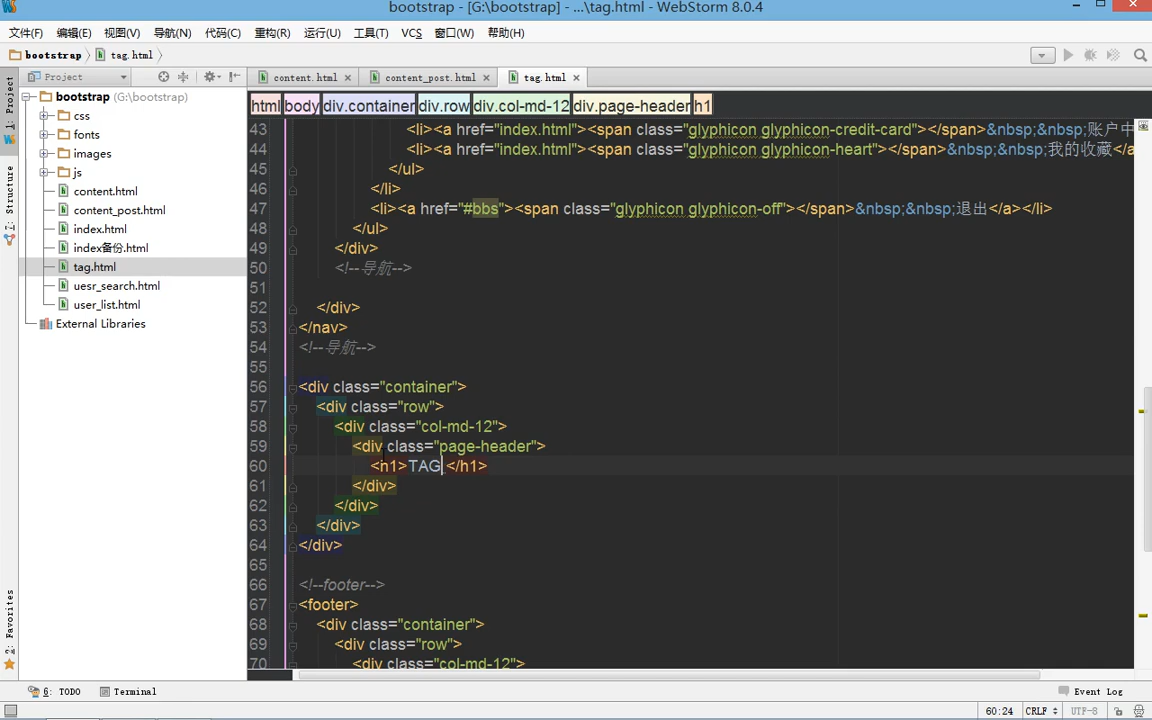 bootstrap - [G:\bootstrap] - ...\tag.html - WebStorm 8.0.4
文件(F) 编辑(E) 视图(V) 导航(N) 代码(C) 重构(R) 运行(U) 工具(T) VCS 窗口(W) 帮助(H)
bootstrap tag.html
Project content.html content_post.html tag.html
bootstrap (G:\bootstrap)
css
fonts
images
js
content.html
content_post.html
index.html
index备份.html
tag.html
uesr_search.html
user_list.html
External Libraries
1: Project
7: Structure
2: Favorites
html body div.container div.row div.col-md-12 div.page-header h1
43 <li><a href="index.html"><span class="glyphicon glyphicon-credit-card"></span>&nbsp;&nbsp;账户中
44 <li><a href="index.html"><span class="glyphicon glyphicon-heart"></span>&nbsp;&nbsp;我的收藏</a
45 </ul>
46 </li>
47 <li><a href="#bbs"><span class="glyphicon glyphicon-off"></span>&nbsp;&nbsp;退出</a></li>
48 </ul>
49 </div>
50 <!--导航-->
51
52 </div>
53 </nav>
54 <!--导航-->
55
56 <div class="container">
57 <div class="row">
58 <div class="col-md-12">
59 <div class="page-header">
60 <h1>TAG </h1>
61 </div>
62 </div>
63 </div>
64 </div>
65
66 <!--footer-->
67 <footer>
68 <div class="container">
69 <div class="row">
70 <div class="col-md-12">
6: TODO Terminal Event Log
60:24 CRLF UTF-8